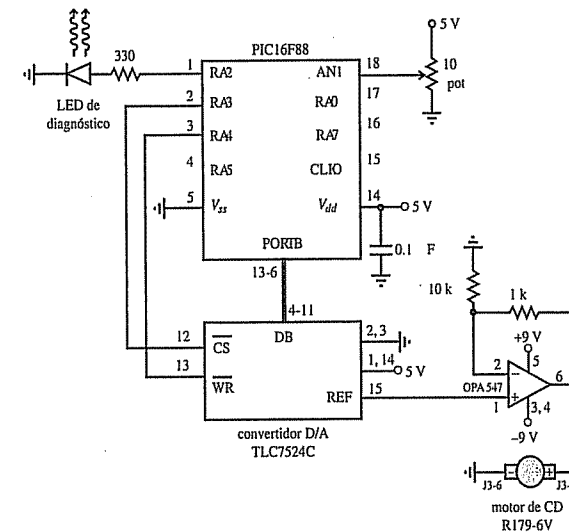 PIC16F88
5 V
330
1
RA2
AN1
18
10
pot
LED de
diagnóstico
2
RA3
RA0
17
3
RA4
RA7
16
4
RA5
CLIO
15
5
Vss
Vdd
14
5 V
PORTB
0.1 F
13-6
4-11
10 k
1 k
12
CS
DB
2, 3
13
WR
1, 14
5 V
REF
15
+9 V
5
2
−
OPA547
6
1
+
3, 4
–9 V
convertidor D/A
TLC7524C
J3-6
−
+
J3-
motor de CD
R179-6V